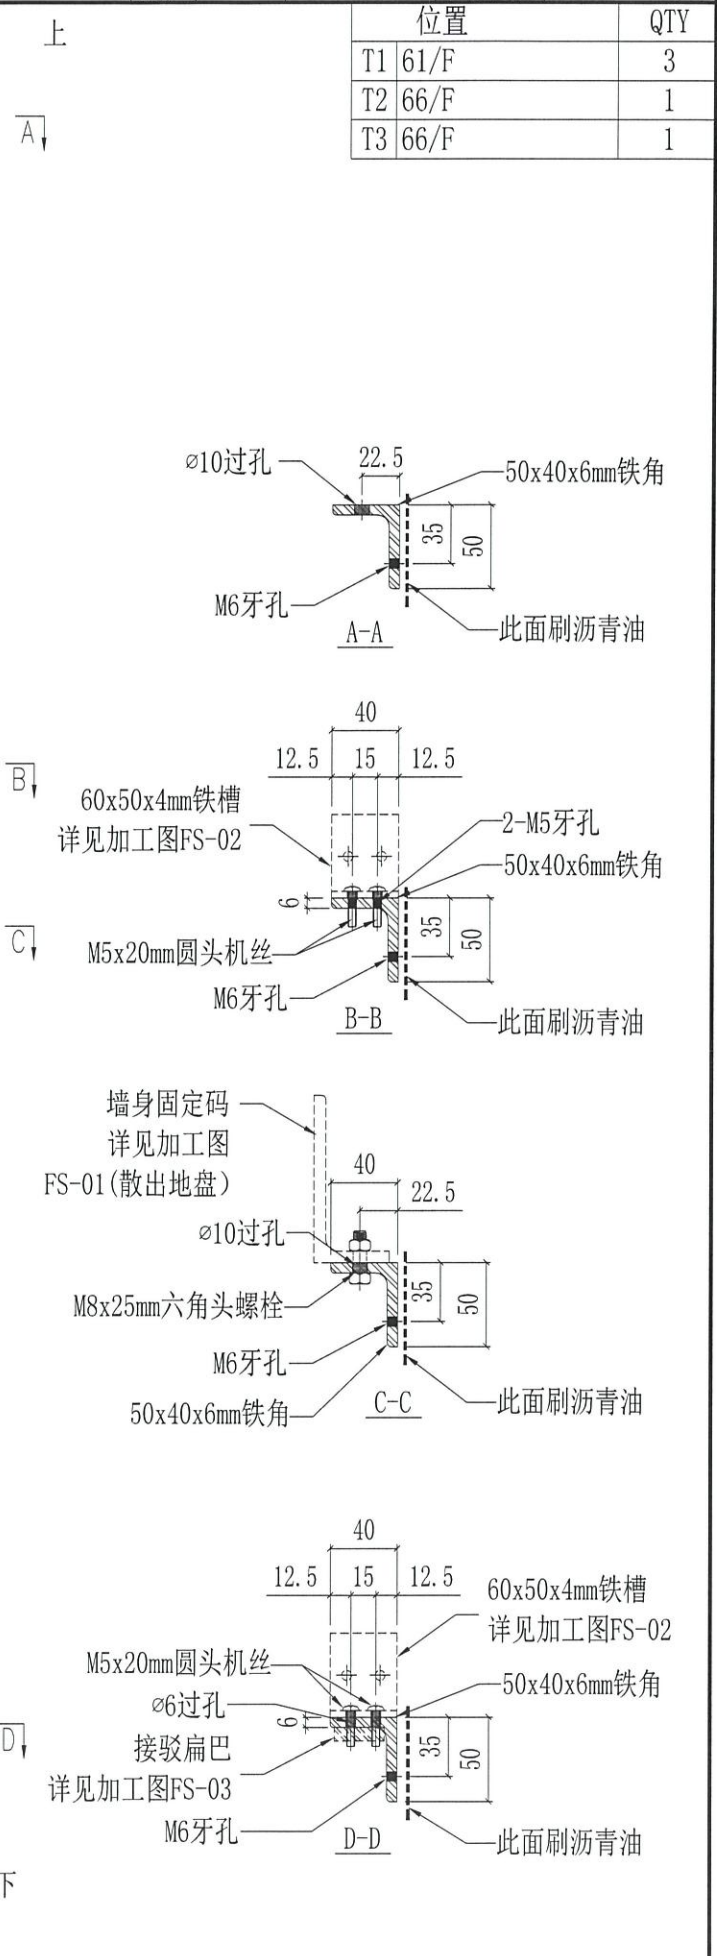 上
位置 QTY
T1 61/F 3
T2 66/F 1
T3 66/F 1
A
⌀10过孔
22.5
50x40x6mm铁角
35
50
M6牙孔
此面刷沥青油
A-A
40
12.5 15 12.5
B
60x50x4mm铁槽
详见加工图FS-02
2-M5牙孔
50x40x6mm铁角
6
35
50
C
M5x20mm圆头机丝
M6牙孔
此面刷沥青油
B-B
墙身固定码
详见加工图
FS-01(散出地盘)
40
22.5
⌀10过孔
M8x25mm六角头螺栓
35
50
M6牙孔
50x40x6mm铁角
此面刷沥青油
C-C
40
12.5 15 12.5
60x50x4mm铁槽
详见加工图FS-02
M5x20mm圆头机丝
50x40x6mm铁角
⌀6过孔
6
35
50
D
接驳扁巴
详见加工图FS-03
M6牙孔
此面刷沥青油
D-D
下